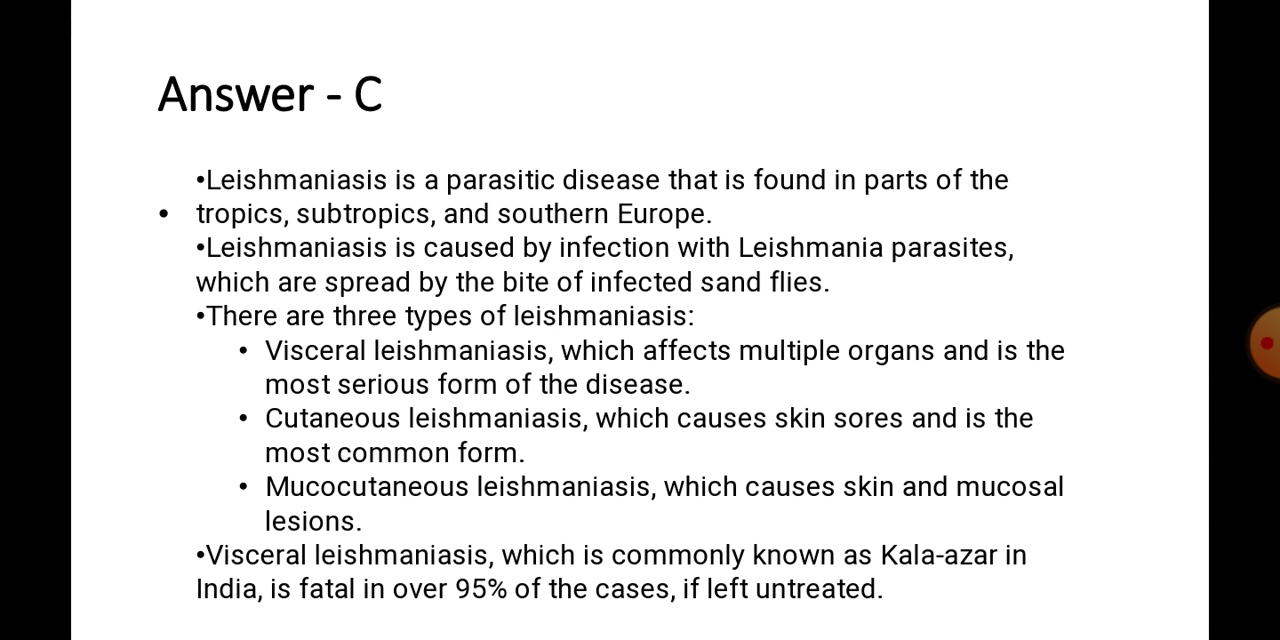 Answer - C
•Leishmaniasis is a parasitic disease that is found in parts of the
• tropics, subtropics, and southern Europe.
•Leishmaniasis is caused by infection with Leishmania parasites,
which are spread by the bite of infected sand flies.
•There are three types of leishmaniasis:
• Visceral leishmaniasis, which affects multiple organs and is the
most serious form of the disease.
• Cutaneous leishmaniasis, which causes skin sores and is the
most common form.
• Mucocutaneous leishmaniasis, which causes skin and mucosal
lesions.
•Visceral leishmaniasis, which is commonly known as Kala-azar in
India, is fatal in over 95% of the cases, if left untreated.